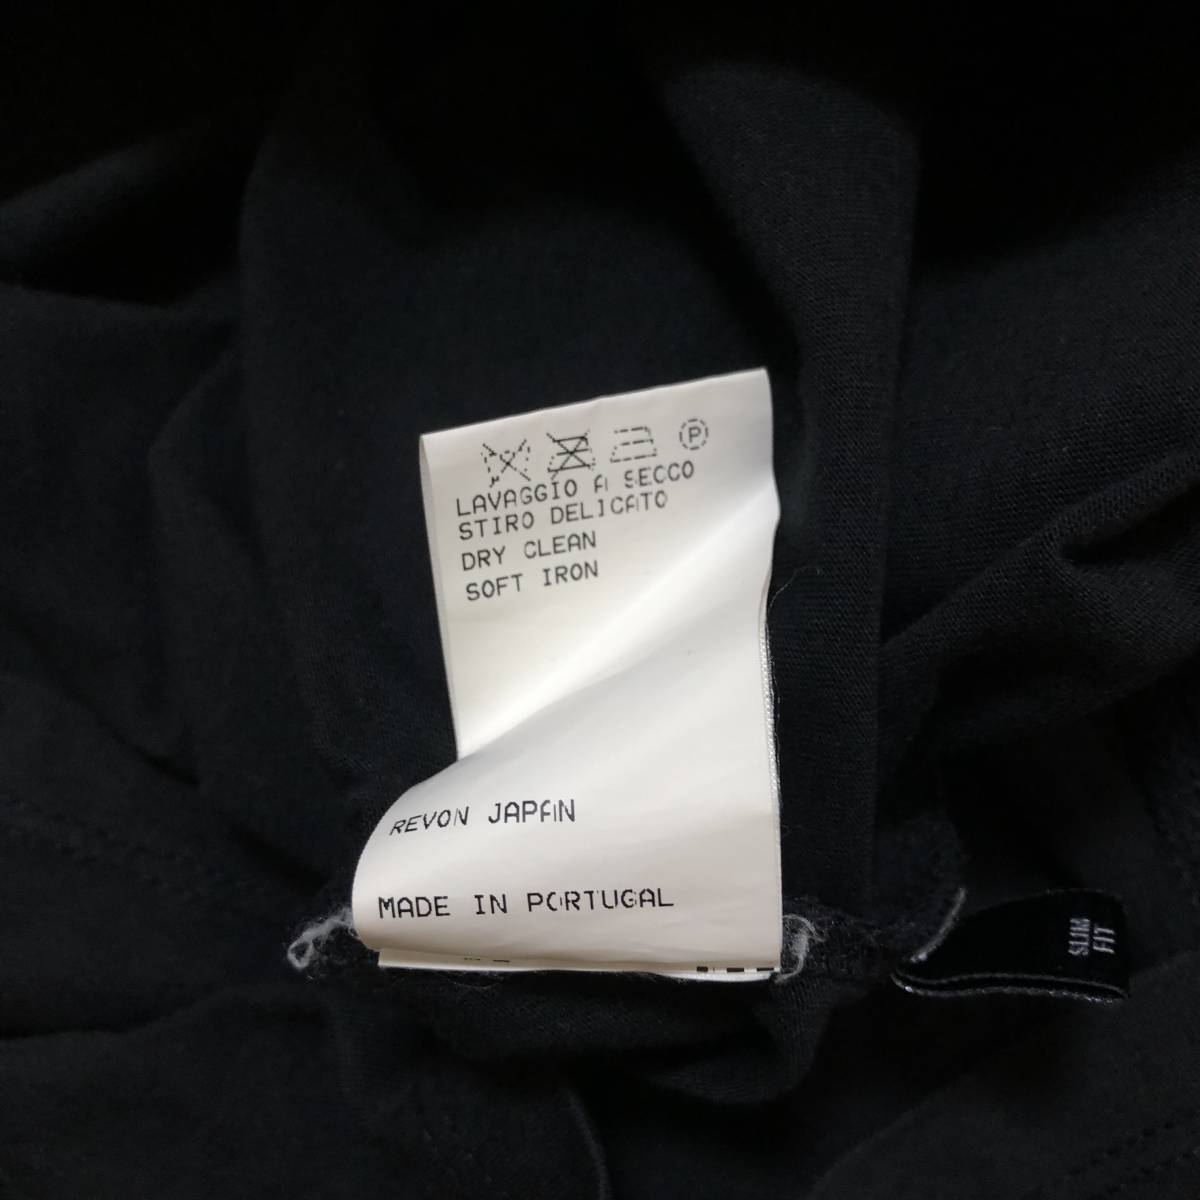 P
LAVAGGIO A SECCO
STIRO DELICATO
DRY CLEAN
SOFT IRON
REVON JAPAN
MADE IN PORTUGAL
SLIM
FIT